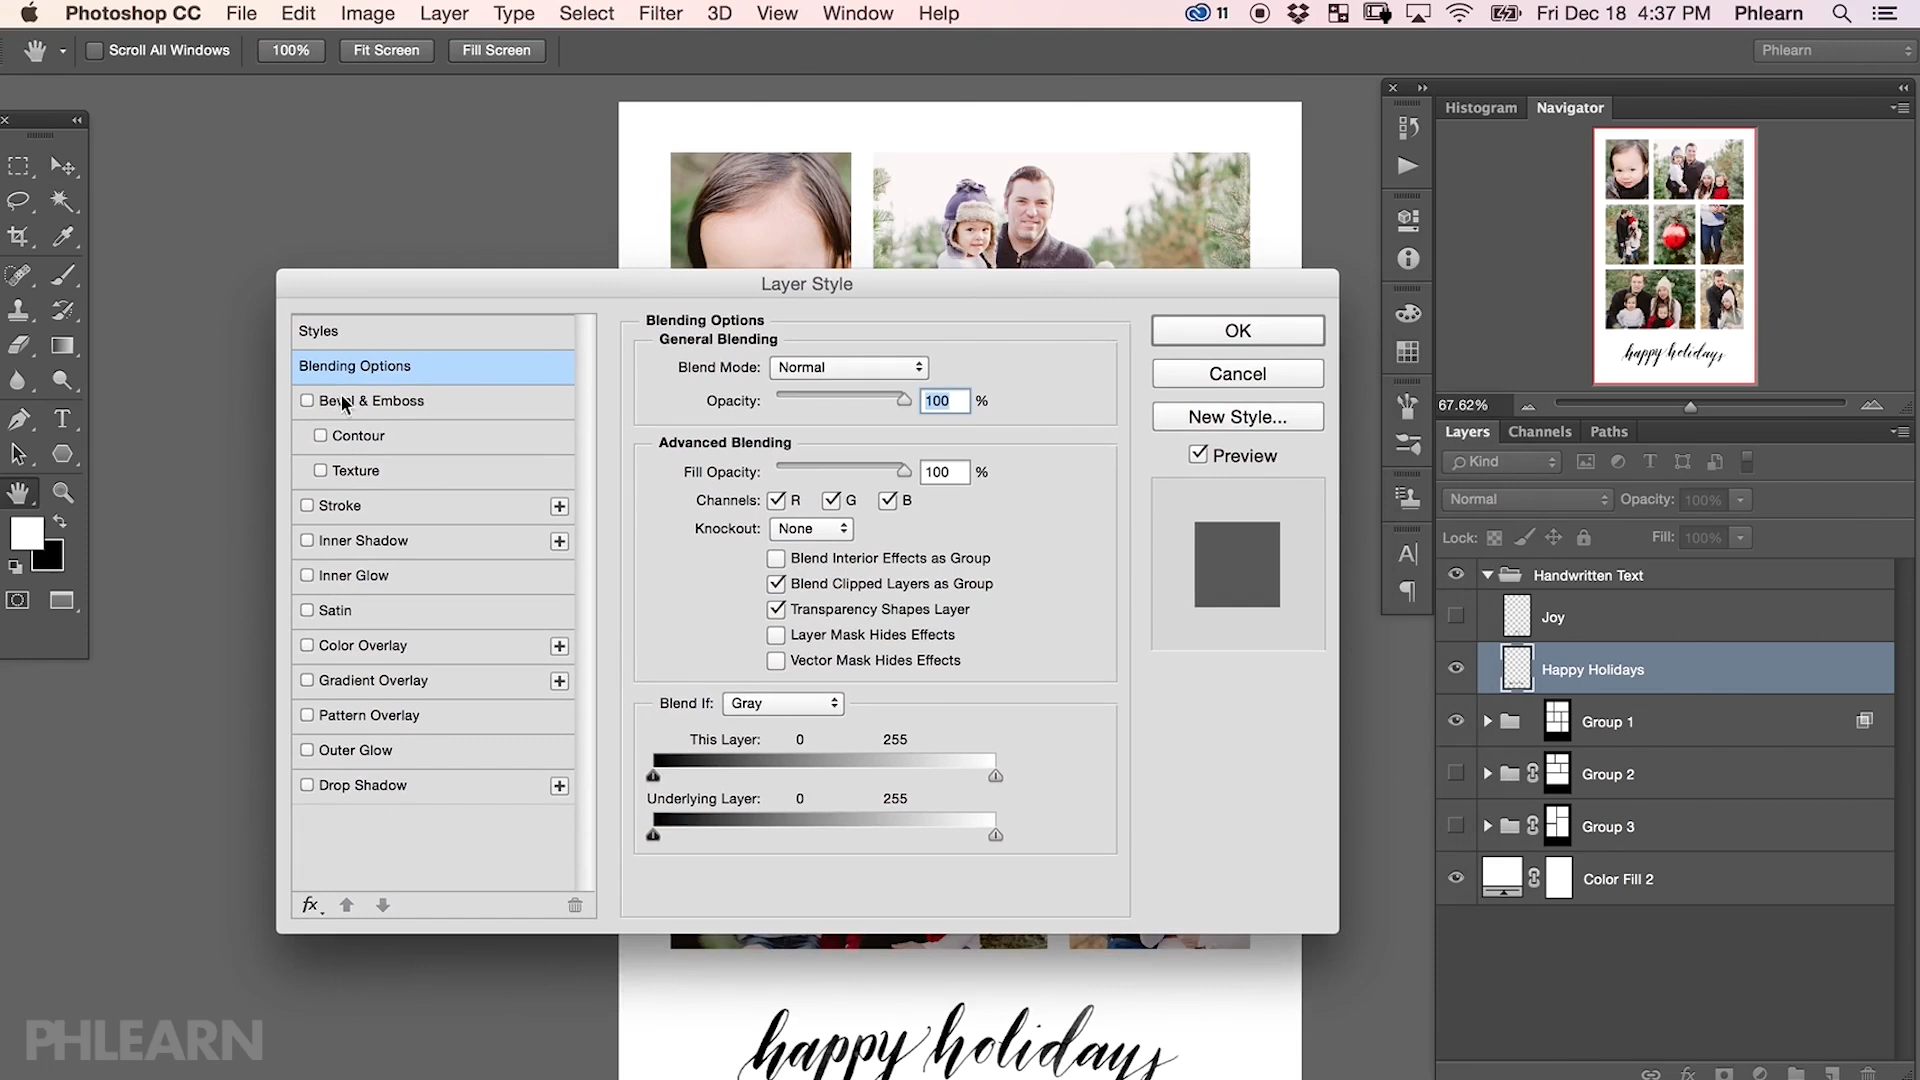 Photoshop CC File Edit Image Layer Type Select Filter 3D View Window Help 11 Fri Dec 18 4:37 PM Phlearn
Scroll All Windows 100% Fit Screen Fill Screen Phlearn
Histogram Navigator
happy holidays
67.62%
Layer Style
Styles
Blending Options
Bevel & Emboss
Contour
Texture
Stroke
Inner Shadow
Inner Glow
Satin
Color Overlay
Gradient Overlay
Pattern Overlay
Outer Glow
Drop Shadow
fx
Blending Options
General Blending
Blend Mode: Normal
Opacity: 100 %
Advanced Blending
Fill Opacity: 100 %
Channels: R G B
Knockout: None
Blend Interior Effects as Group
Blend Clipped Layers as Group
Transparency Shapes Layer
Layer Mask Hides Effects
Vector Mask Hides Effects
Blend If: Gray
This Layer: 0 255
Underlying Layer: 0 255
OK
Cancel
New Style...
Preview
Layers Channels Paths
Kind
Normal Opacity: 100%
Lock: Fill: 100%
Handwritten Text
Joy
Happy Holidays
Group 1
Group 2
Group 3
Color Fill 2
fx
happy holidays
PHLEARN